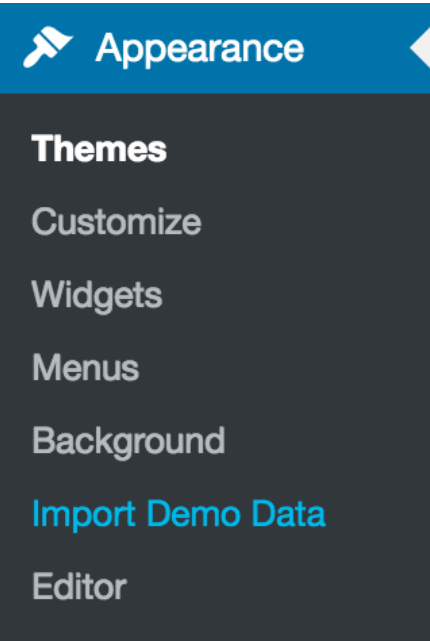 Appearance
Themes
Customize
Widgets
Menus
Background
Import Demo Data
Editor